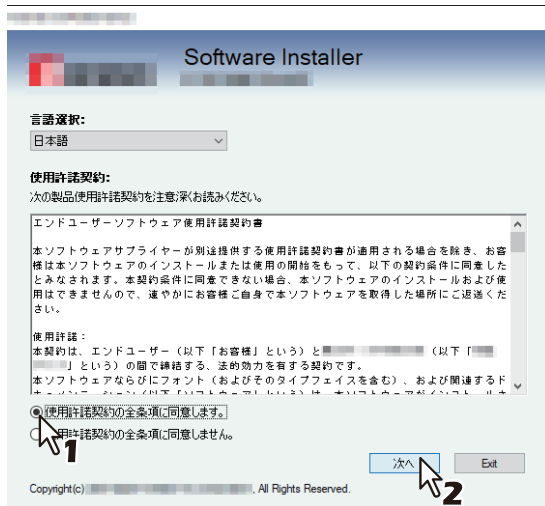 Software Installer
言語選択:
日本語
使用許諾契約:
次の製品使用許諾契約を注意深くお読みください。
エンドユーザーソフトウェア使用許諾契約書
本ソフトウェアサプライヤーが別途提供する使用許諾契約書が適用される場合を除き、お客
様は本ソフトウェアのインストールまたは使用の開始をもって、以下の契約条件に同意した
とみなされます。本契約条件に同意できない場合、本ソフトウェアのインストールおよび使
用はできませんので、速やかにお客様ご自身で本ソフトウェアを取得した場所にご返送くだ
さい。
使用許諾：
本契約は、エンドユーザー（以下「お客様」という）と（以下「
」という）の間で締結する、法的効力を有する契約です。
本ソフトウェアならびにフォント（およびそのタイプフェイスを含む）、および関連するド
使用許諾契約の全条項に同意します。
用許諾契約の全条項に同意しません。
1
次へ
Exit
2
Copyright(c) , All Rights Reserved.